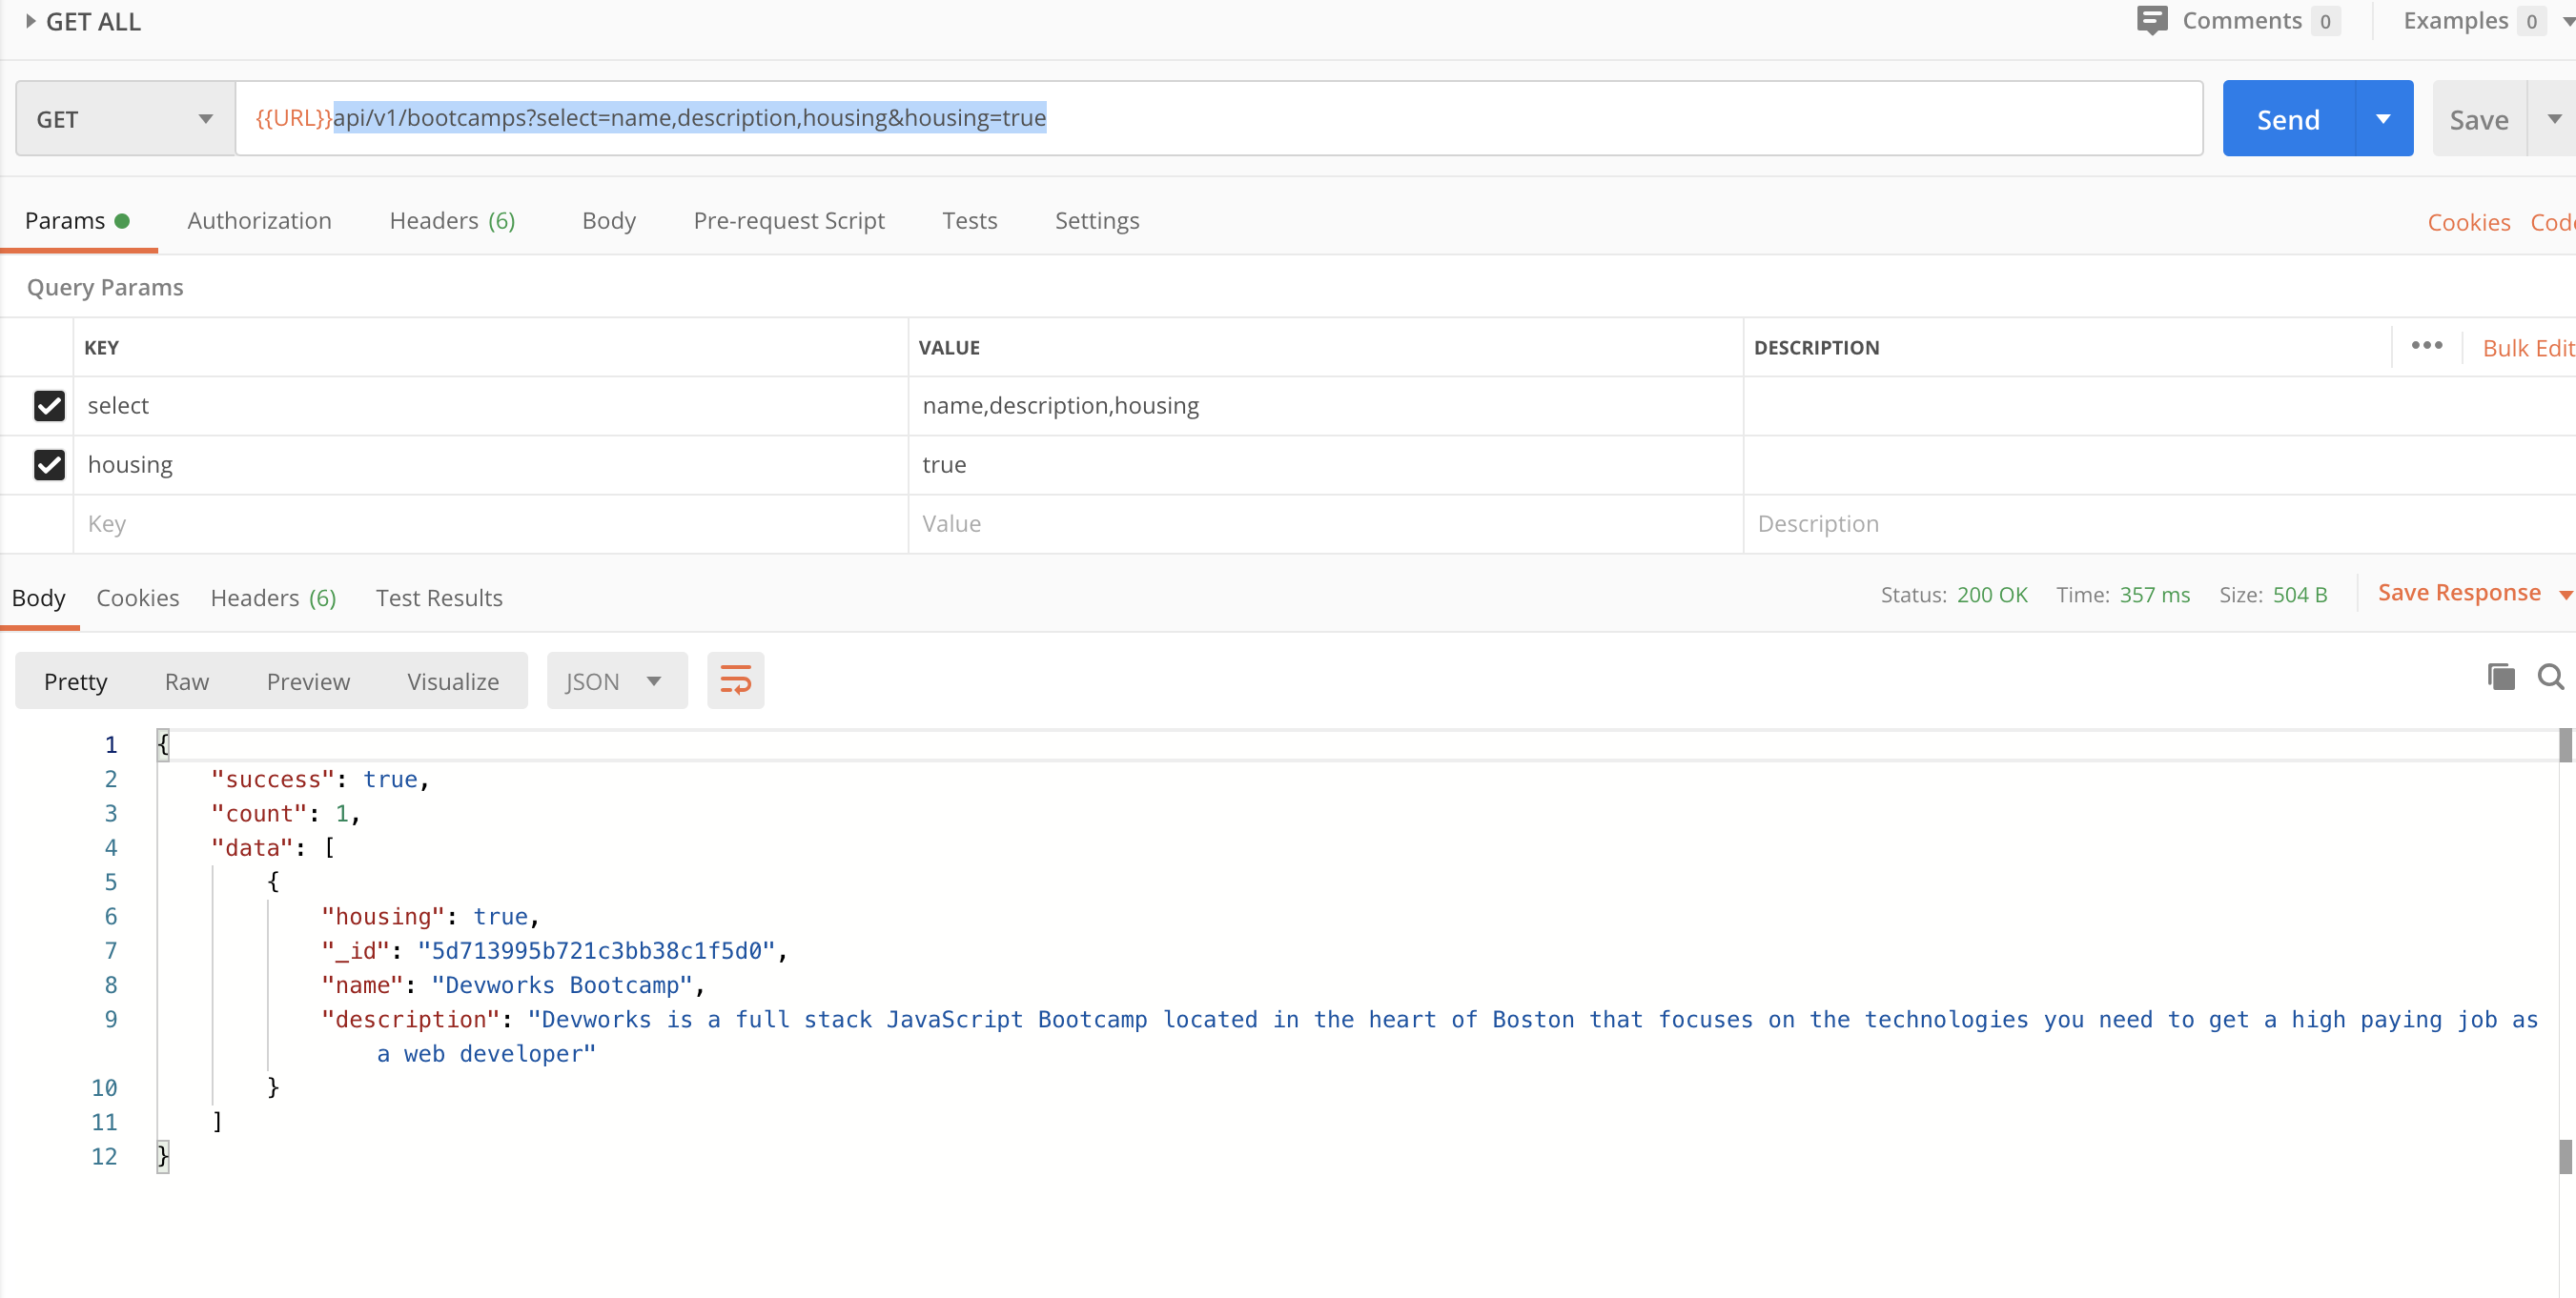 GET ALL
Comments 0
Examples 0
GET
{{URL}}api/v1/bootcamps?select=name,description,housing&housing=true
Send
Save
Params
Authorization
Headers (6)
Body
Pre-request Script
Tests
Settings
Cookies
Query Params
KEY
VALUE
DESCRIPTION
Bulk Edit
select
name,description,housing
housing
true
Key
Value
Description
Body
Cookies
Headers (6)
Test Results
Status: 200 OK
Time: 357 ms
Size: 504 B
Save Response
Pretty
Raw
Preview
Visualize
JSON
1 {
2 "success": true,
3 "count": 1,
4 "data": [
5 {
6 "housing": true,
7 "_id": "5d713995b721c3bb38c1f5d0",
8 "name": "Devworks Bootcamp",
9 "description": "Devworks is a full stack JavaScript Bootcamp located in the heart of Boston that focuses on the technologies you need to get a high paying job as
a web developer"
10 }
11 ]
12 }